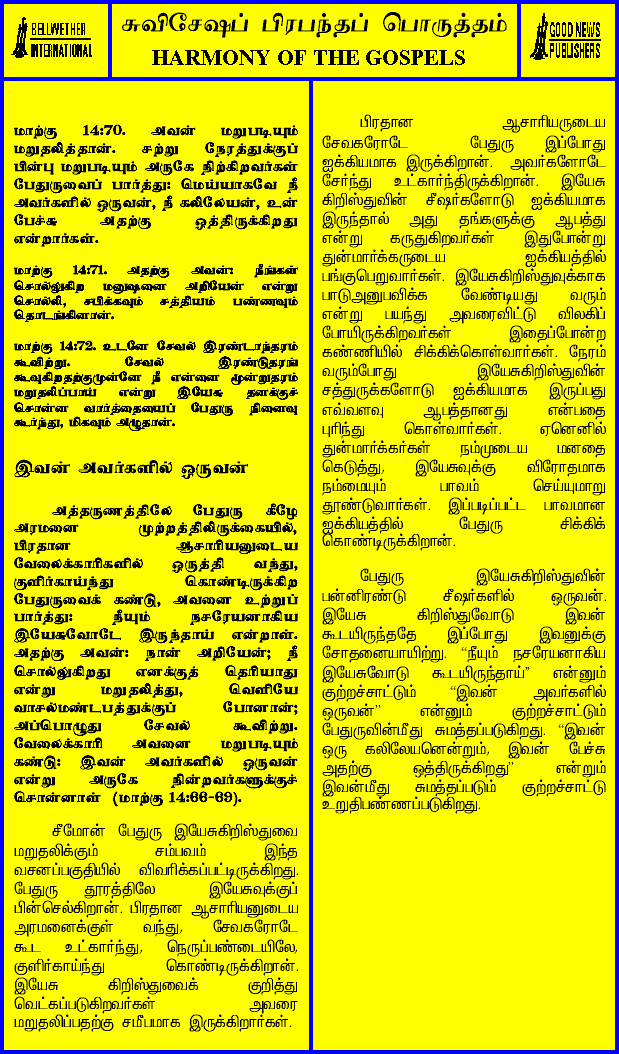 BELLWETHER
INTERNATIONAL
சுவிசேஷப் பிரபந்தப் பொருத்தம்
HARMONY OF THE GOSPELS
GOOD NEWS
PUBLISHERS
மாற்கு 14:70. அவன் மறுபடியும்
மறுதலித்தான். சற்று நேரத்துக்குப்
பின்பு மறுபடியும் அருகே நிற்கிறவர்கள்
பேதுருவைப் பார்த்து: மெய்யாகவே நீ
அவர்களில் ஒருவன், நீ கலிலேயன், உன்
பேச்சு அதற்கு ஒத்திருக்கிறது
என்றார்கள்.
மாற்கு 14:71. அதற்கு அவன்: நீங்கள்
சொல்லுகிற மனுஷனை அறியேன் என்று
சொல்லி, சபிக்கவும் சத்தியம் பண்ணவும்
தொடங்கினான்.
மாற்கு 14:72. உடனே சேவல் இரண்டாந்தரம்
கூவிற்று. சேவல் இரண்டுதரங்
கூவுகிறதற்குமுன்னே நீ என்னை மூன்றுதரம்
மறுதலிப்பாய் என்று இயேசு தனக்குச்
சொன்ன வார்த்தையைப் பேதுரு நினைவு
கூர்ந்து, மிகவும் அழுதான்.
இவன் அவர்களில் ஒருவன்
அத்தருணத்திலே பேதுரு கீழே
அரமனை முற்றத்திலிருக்கையில்,
பிரதான ஆசாரியனுடைய
வேலைக்காரிகளில் ஒருத்தி வந்து,
குளிர்காய்ந்து கொண்டிருக்கிற
பேதுருவைக் கண்டு, அவனை உற்றுப்
பார்த்து: நீயும் நசரேயனாகிய
இயேசுவோடே இருந்தாய் என்றாள்.
அதற்கு அவன்: நான் அறியேன்; நீ
சொல்லுகிறது எனக்குத் தெரியாது
என்று மறுதலித்து, வெளியே
வாசல்மண்டபத்துக்குப் போனான்;
அப்பொழுது சேவல் கூவிற்று.
வேலைக்காரி அவனை மறுபடியும்
கண்டு: இவன் அவர்களில் ஒருவன்
என்று அருகே நின்றவர்களுக்குச்
சொன்னாள் (மாற்கு 14:66-69).
சீமோன் பேதுரு இயேசுகிறிஸ்துவை
மறுதலிக்கும் சம்பவம் இந்த
வசனப்பகுதியில் விவரிக்கப்பட்டிருக்கிறது.
பேதுரு தூரத்திலே இயேசுவுக்குப்
பின்செல்கிறான். பிரதான ஆசாரியனுடைய
அரமனைக்குள் வந்து, சேவகரோடே
கூட உட்கார்ந்து, நெருப்பண்டையிலே,
குளிர்காய்ந்து கொண்டிருக்கிறான்.
இயேசு கிறிஸ்துவைக் குறித்து
வெட்கப்படுகிறவர்கள் அவரை
மறுதலிப்பதற்கு சமீபமாக இருக்கிறார்கள்.
பிரதான ஆசாரியருடைய
சேவகரோடே பேதுரு இப்போது
ஐக்கியமாக இருக்கிறான். அவர்களோடே
சேர்ந்து உட்கார்ந்திருக்கிறான். இயேசு
கிறிஸ்துவின் சீஷர்களோடு ஐக்கியமாக
இருந்தால் அது தங்களுக்கு ஆபத்து
என்று கருதுகிறவர்கள் இதுபோன்று
துன்மார்க்கருடைய ஐக்கியத்தில்
பங்குபெறுவார்கள். இயேசுகிறிஸ்துவுக்காக
பாடுஅனுபவிக்க வேண்டியது வரும்
என்று பயந்து அவரைவிட்டு விலகிப்
போயிருக்கிறவர்கள் இதைப்போன்ற
கண்ணியில் சிக்கிக்கொள்வார்கள். நேரம்
வரும்போது இயேசுகிறிஸ்துவின்
சத்துருக்களோடு ஐக்கியமாக இருப்பது
எவ்வளவு ஆபத்தானது என்பதை
புரிந்து கொள்வார்கள். ஏனெனில்
துன்மார்க்கர்கள் நம்முடைய மனதை
கெடுத்து, இயேசுவுக்கு விரோதமாக
நம்மையும் பாவம் செய்யுமாறு
தூண்டுவார்கள். இப்படிப்பட்ட பாவமான
ஐக்கியத்தில் பேதுரு சிக்கிக்
கொண்டிருக்கிறான்.
பேதுரு இயேசுகிறிஸ்துவின்
பன்னிரண்டு சீஷர்களில் ஒருவன்.
இயேசு கிறிஸ்துவோடு இவன்
கூடயிருந்ததே இப்போது இவனுக்கு
சோதனையாயிற்று. “நீயும் நசரேயனாகிய
இயேசுவோடு கூடயிருந்தாய்” என்னும்
குற்றச்சாட்டும் “இவன் அவர்களில்
ஒருவன்” என்னும் குற்றச்சாட்டும்
பேதுருவின்மீது சுமத்தப்படுகிறது. “இவன்
ஒரு கலிலேயனென்றும், இவன் பேச்சு
அதற்கு ஒத்திருக்கிறது” என்றும்
இவன்மீது சுமத்தப்படும் குற்றச்சாட்டு
உறுதிபண்ணப்படுகிறது.